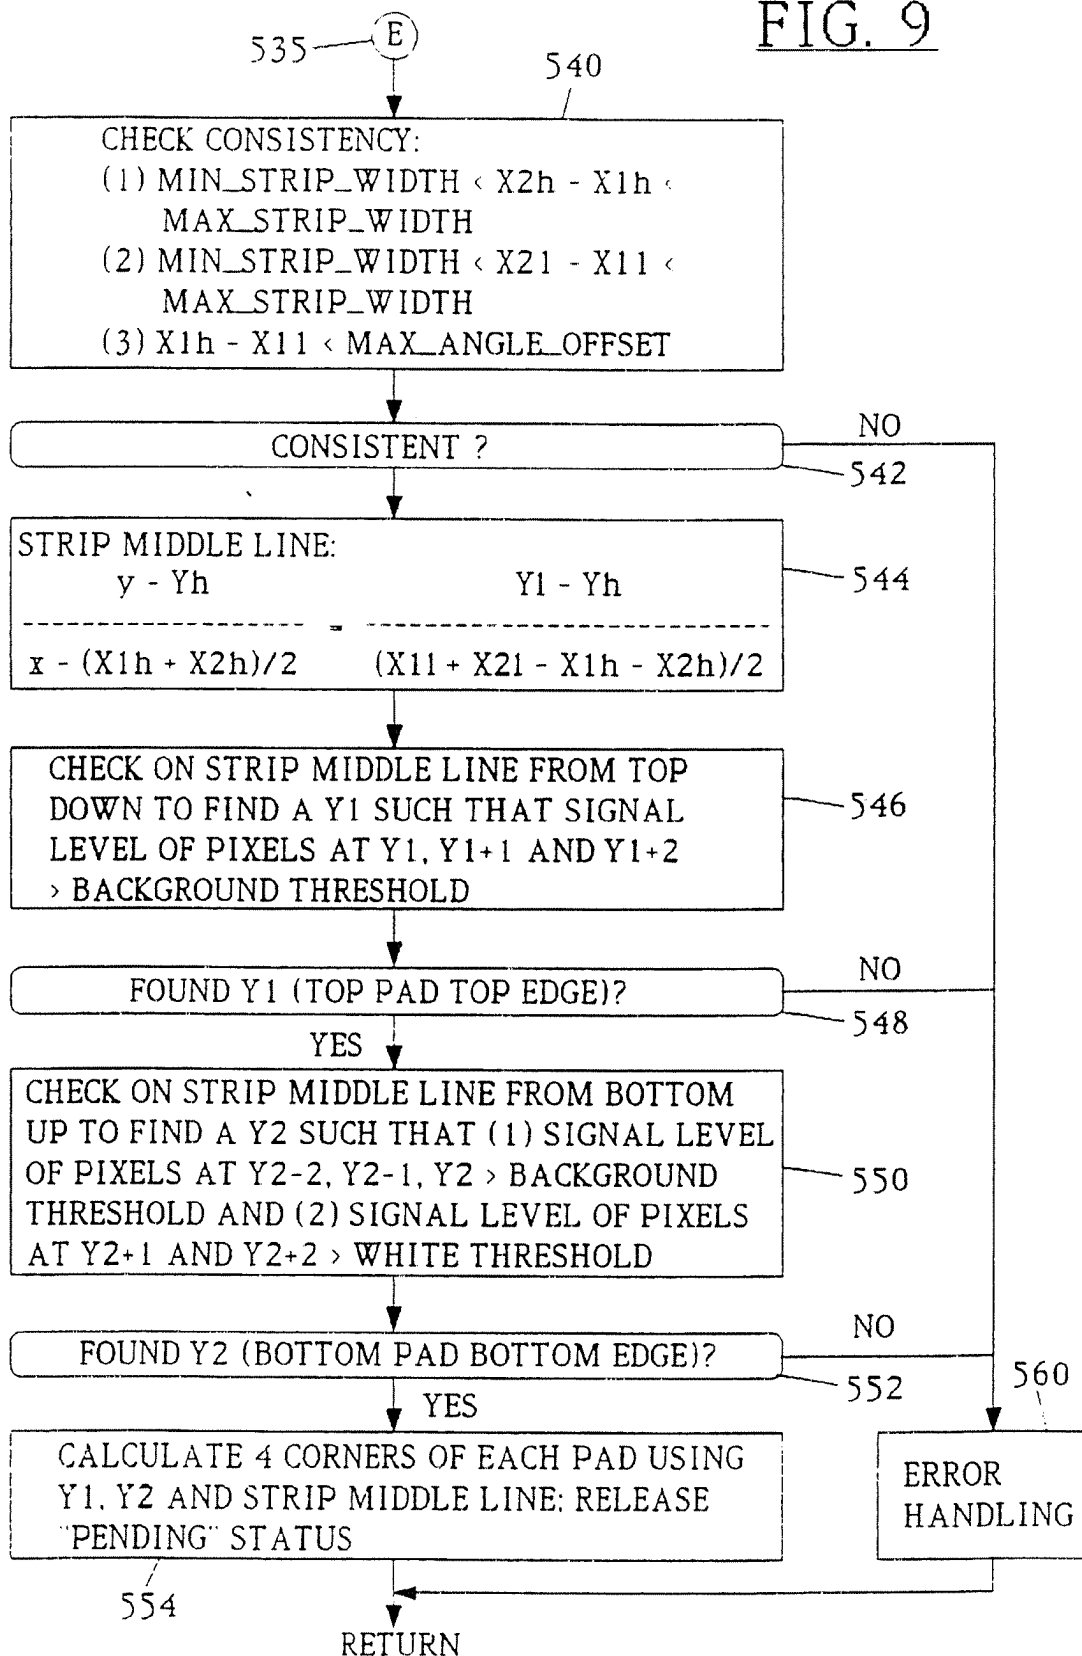 FIG. 9
535
E
540
CHECK CONSISTENCY:
(1) MIN_STRIP_WIDTH < X2h - X1h <
MAX_STRIP_WIDTH
(2) MIN_STRIP_WIDTH < X21 - X11 <
MAX_STRIP_WIDTH
(3) X1h - X11 < MAX_ANGLE_OFFSET
CONSISTENT ?
NO
542
STRIP MIDDLE LINE:
y - Yh Y1 - Yh
---------------------- = ------------------------------
x - (X1h + X2h)/2 (X11 + X21 - X1h - X2h)/2
544
CHECK ON STRIP MIDDLE LINE FROM TOP
DOWN TO FIND A Y1 SUCH THAT SIGNAL
LEVEL OF PIXELS AT Y1, Y1+1 AND Y1+2
> BACKGROUND THRESHOLD
546
FOUND Y1 (TOP PAD TOP EDGE)?
NO
548
YES
CHECK ON STRIP MIDDLE LINE FROM BOTTOM
UP TO FIND A Y2 SUCH THAT (1) SIGNAL LEVEL
OF PIXELS AT Y2-2, Y2-1, Y2 > BACKGROUND
THRESHOLD AND (2) SIGNAL LEVEL OF PIXELS
AT Y2+1 AND Y2+2 > WHITE THRESHOLD
550
FOUND Y2 (BOTTOM PAD BOTTOM EDGE)?
NO
552
YES
CALCULATE 4 CORNERS OF EACH PAD USING
Y1, Y2 AND STRIP MIDDLE LINE; RELEASE
"PENDING" STATUS
554
560
ERROR
HANDLING
RETURN